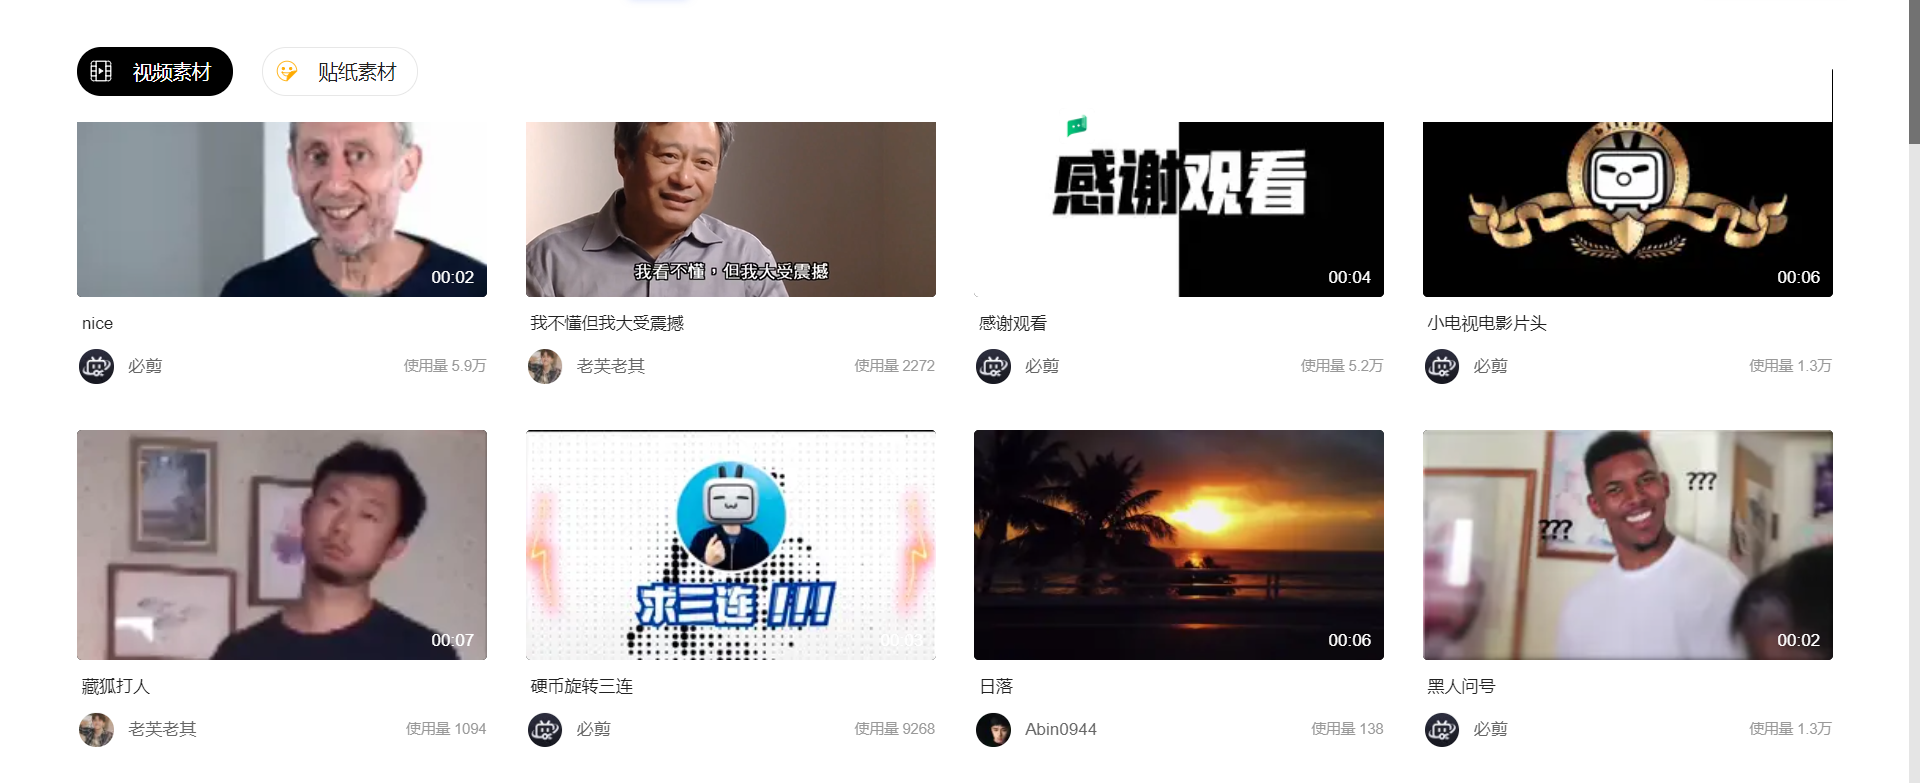 视频素材
贴纸素材
00:02
我看不懂，但我大受震撼
感谢观看
00:04
00:06
nice
我不懂但我大受震撼
感谢观看
小电视电影片头
必剪
使用量 5.9万
老芙老其
使用量 2272
必剪
使用量 5.2万
必剪
使用量 1.3万
00:07
求三连 !!!!
00:06
???
???
00:02
藏狐打人
硬币旋转三连
日落
黑人问号
老芙老其
使用量 1094
必剪
使用量 9268
Abin0944
使用量 138
必剪
使用量 1.3万